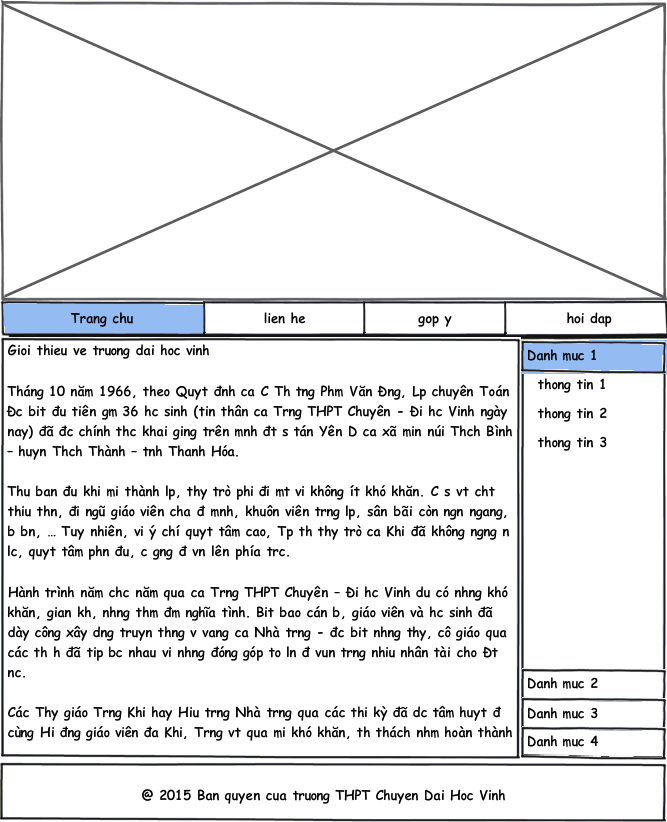 Trang chu
lien he
gop y
hoi dap
Gioi thieu ve truong dai hoc vinh
Tháng 10 năm 1966, theo Quyt đnh ca C Th tng Phm Văn Đng, Lp chuyên Toán
Đc bit đu tiên gm 36 hc sinh (tin thân ca Trng THPT Chuyên - Đi hc Vinh ngày
nay) đã đc chính thc khai ging trên mnh đt s tán Yên D ca xã min núi Thch Bình
– huyn Thch Thành – tnh Thanh Hóa.
Thu ban đu khi mi thành lp, thy trò phi đi mt vi không ít khó khăn. C s vt cht
thiu thn, đi ngũ giáo viên cha đ mnh, khuôn viên trng lp, sân bãi còn ngn ngang,
b bn, … Tuy nhiên, vi ý chí quyt tâm cao, Tp th thy trò ca Khi đã không ngng n
lc, quyt tâm phn đu, c gng đ vn lên phía trc.
Hành trình năm chc năm qua ca Trng THPT Chuyên – Đi hc Vinh du có nhng khó
khăn, gian kh, nhng thm đm nghĩa tình. Bit bao cán b, giáo viên và hc sinh đã
dày công xây dng truyn thng v vang ca Nhà trng - đc bit nhng thy, cô giáo qua
các th h đã tip bc nhau vi nhng đóng góp to ln đ vun trng nhiu nhân tài cho Đt
nc.
Các Thy giáo Trng Khi hay Hiu trng Nhà trng qua các thi kỳ đã dc tâm huyt đ
cùng Hi đng giáo viên đa Khi, Trng vt qua mi khó khăn, th thách nhm hoàn thành
Danh muc 1
thong tin 1
thong tin 2
thong tin 3
Danh muc 2
Danh muc 3
Danh muc 4
@ 2015 Ban quyen cua truong THPT Chuyen Dai Hoc Vinh